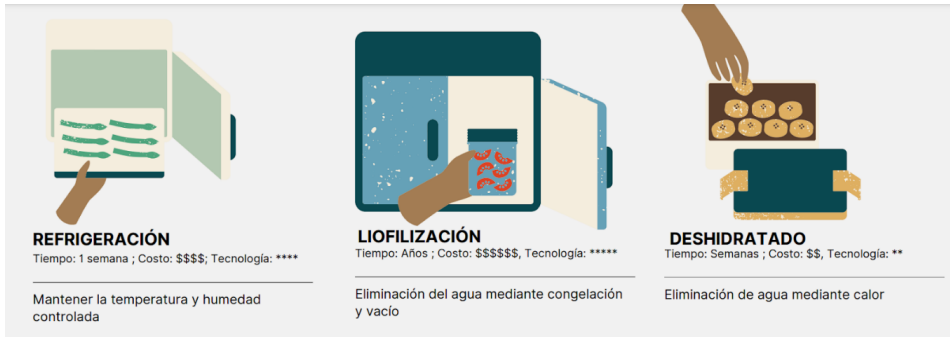 REFRIGERACIÓN
Tiempo: 1 semana ; Costo: $$$$; Tecnología: ****
Mantener la temperatura y humedad
controlada
LIOFILIZACIÓN
Tiempo: Años ; Costo: $$$$$$, Tecnología: *****
Eliminación del agua mediante congelación
y vacío
DESHIDRATADO
Tiempo: Semanas ; Costo: $$, Tecnología: **
Eliminación de agua mediante calor